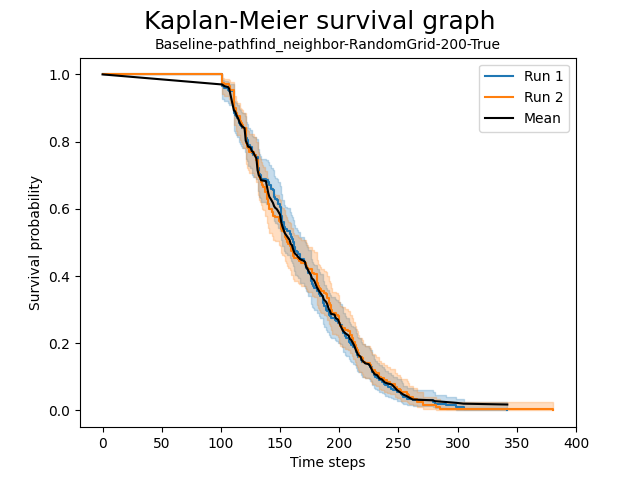 Kaplan-Meier survival graph
Baseline-pathfind_neighbor-RandomGrid-200-True
Run 1
Run 2
Mean
Survival probability
1.0
0.8
0.6
0.4
0.2
0.0
0 50 100 150 200 250 300 350 400
Time steps